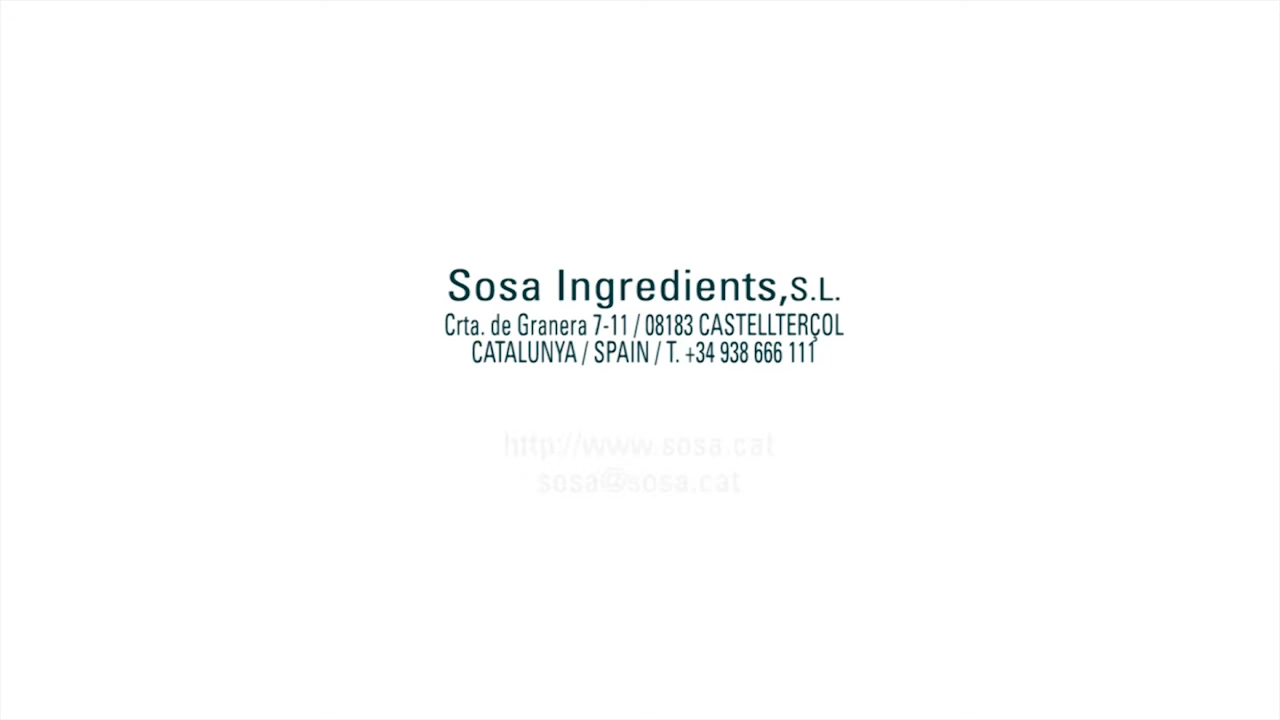 Sosa Ingredients,S.L.
Crta. de Granera 7-11 / 08183 CASTELLTERÇOL
CATALUNYA / SPAIN / T. +34 938 666 111
http://www.sosa.cat
sosa@sosa.cat